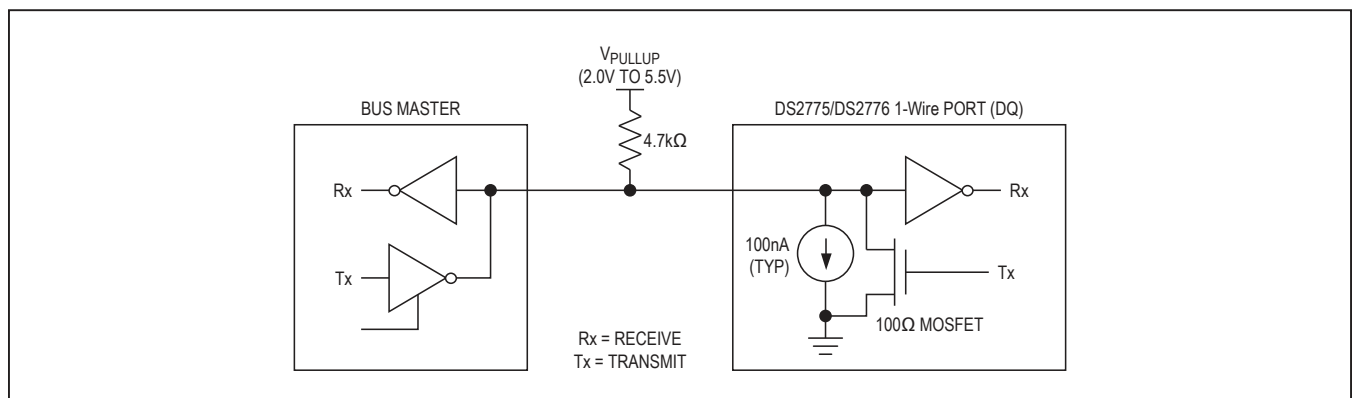 V_PULLUP
(2.0V TO 5.5V)
BUS MASTER
DS2775/DS2776 1-Wire PORT (DQ)
4.7kΩ
Rx
Rx
100nA
(TYP)
Tx
Tx
100Ω MOSFET
Rx = RECEIVE
Tx = TRANSMIT